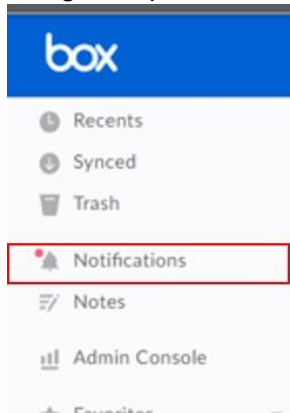 box
Recents
Synced
Trash
Notifications
Notes
Admin Console